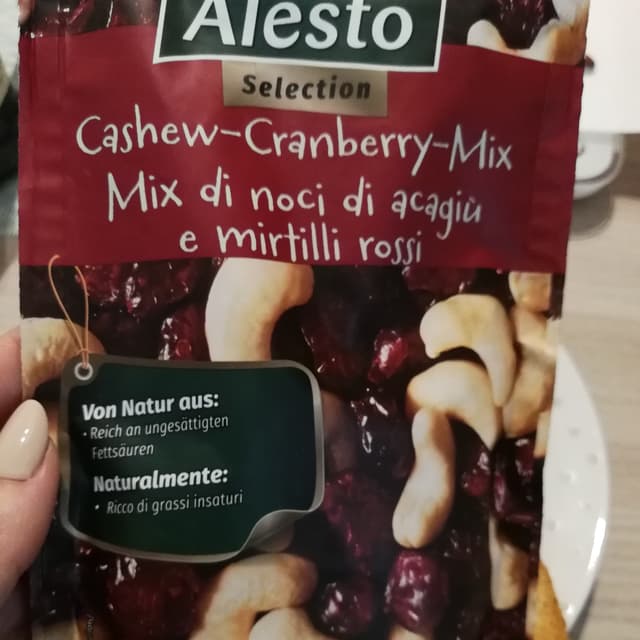 Alesto
Selection
Cashew-Cranberry-Mix
Mix di noci di acagiù
e mirtilli rossi
Von Natur aus:
• Reich an ungesättigten
Fettsäuren
Naturalmente:
• Ricco di grassi insaturi